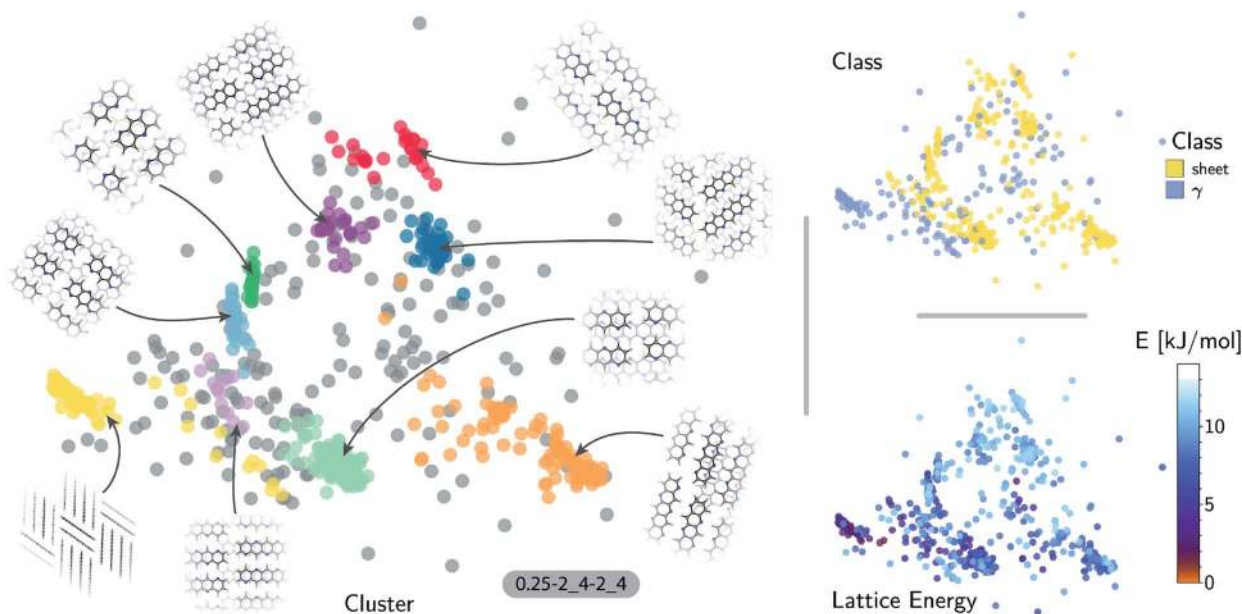 Class
Class
sheet
γ
E [kJ/mol]
10
5
0
0.25-2_4-2_4
Cluster
Lattice Energy